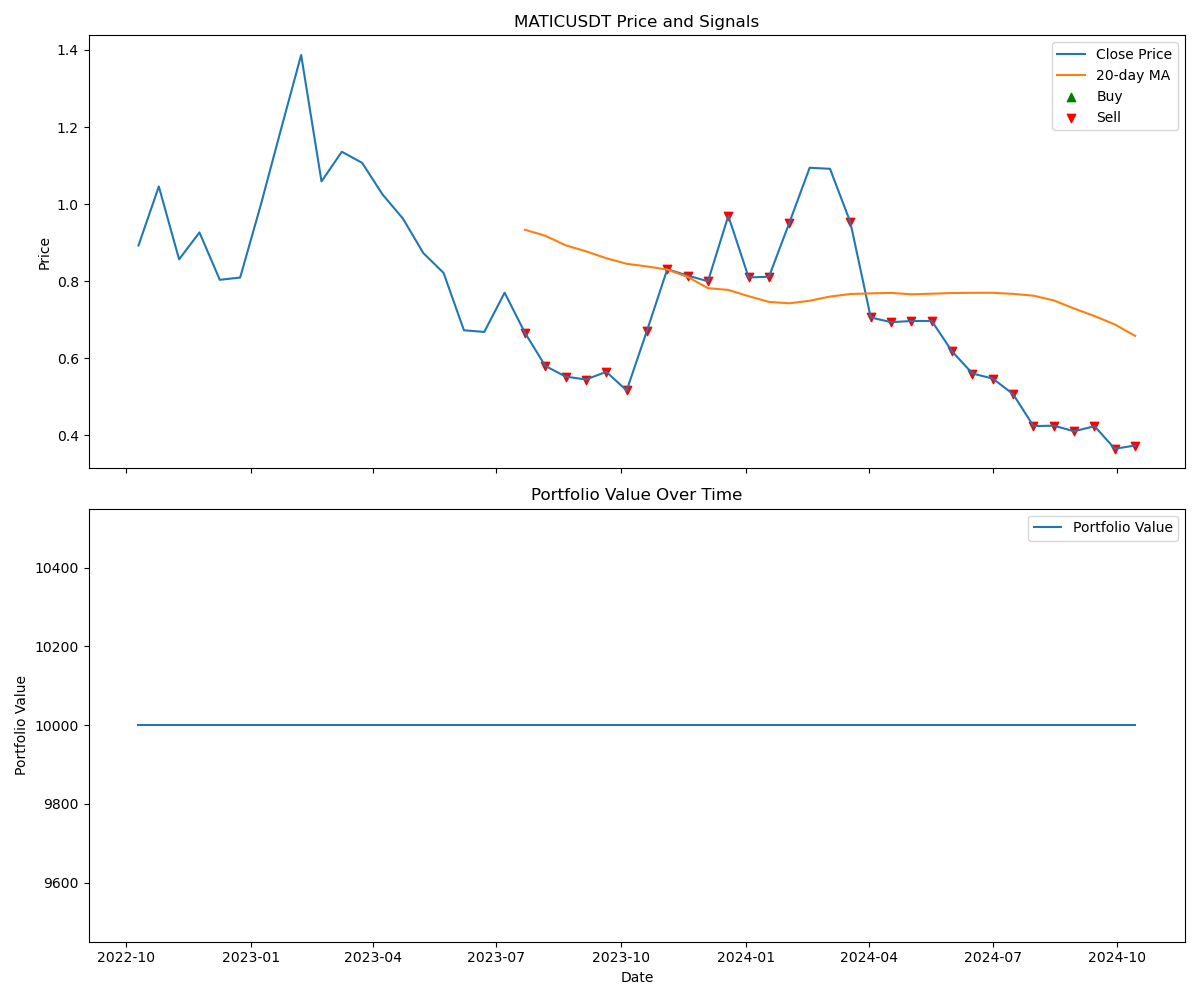 MATICUSDT Price and Signals
Price
1.4
1.2
1.0
0.8
0.6
0.4
Close Price
20-day MA
Buy
Sell
Portfolio Value Over Time
Portfolio Value
10400
10200
10000
9800
9600
Portfolio Value
2022-10
2023-01
2023-04
2023-07
2023-10
2024-01
2024-04
2024-07
2024-10
Date